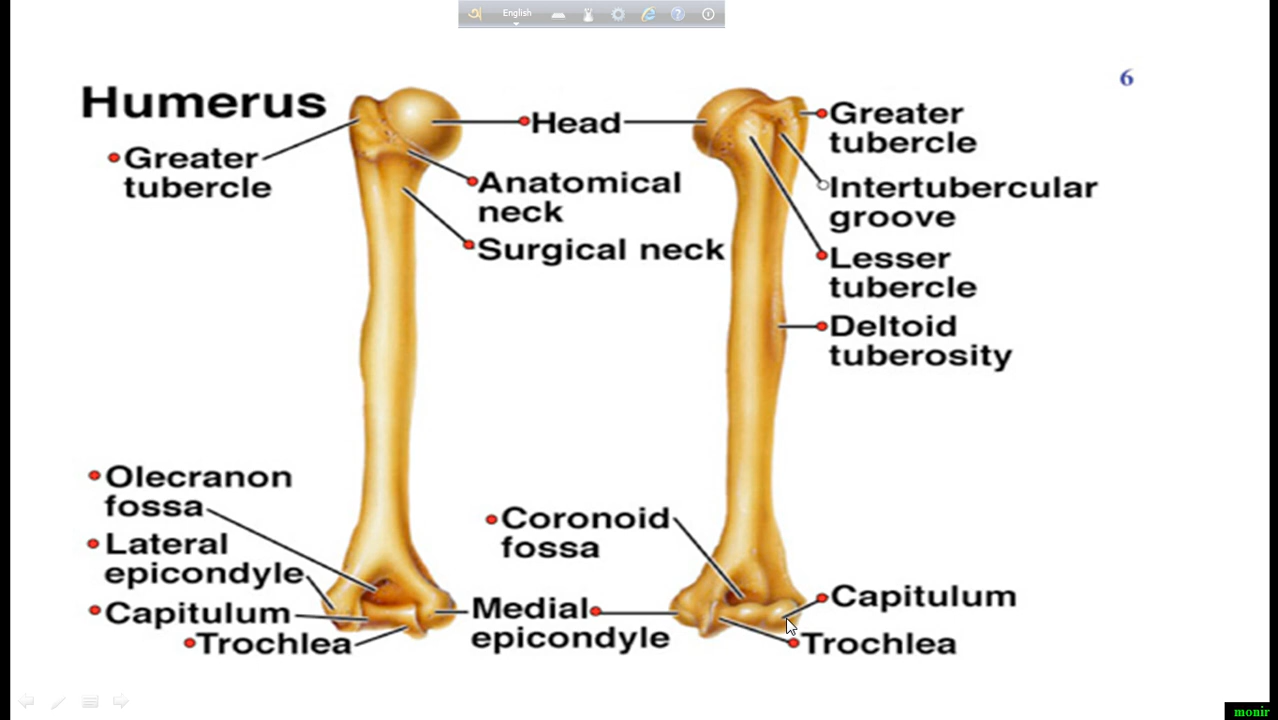 অ English
6
Humerus
Head
Greater
tubercle
Anatomical
neck
Surgical neck
Greater
tubercle
Intertubercular
groove
Lesser
tubercle
Deltoid
tuberosity
Olecranon
fossa
Lateral
epicondyle
Capitulum
Trochlea
Coronoid
fossa
Medial
epicondyle
Capitulum
Trochlea
monir